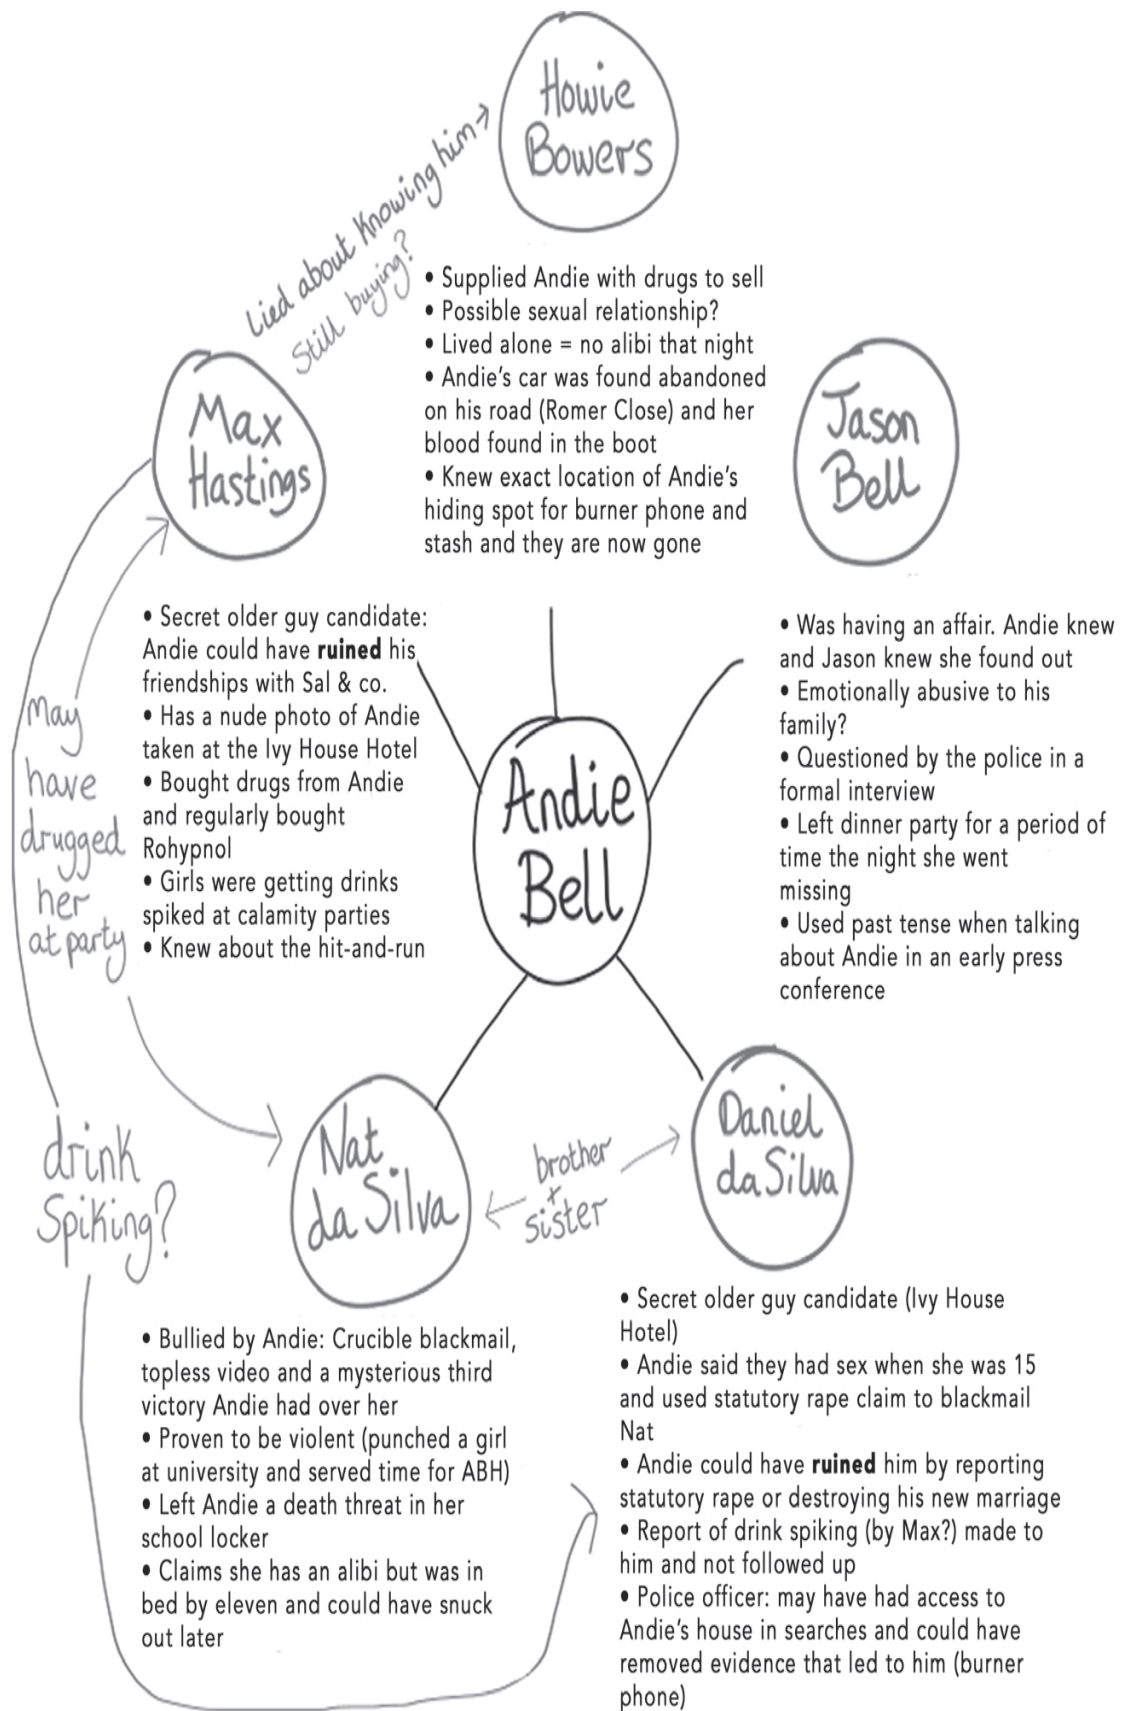 Howie
Bowers
Lied about Knowing him
Still buying?
• Supplied Andie with drugs to sell
• Possible sexual relationship?
• Lived alone = no alibi that night
• Andie's car was found abandoned
on his road (Romer Close) and her
blood found in the boot
• Knew exact location of Andie's
hiding spot for burner phone and
stash and they are now gone
Max
Hastings
Jason
Bell
• Secret older guy candidate:
Andie could have ruined his
friendships with Sal & co.
• Has a nude photo of Andie
taken at the Ivy House Hotel
• Bought drugs from Andie
and regularly bought
Rohypnol
• Girls were getting drinks
spiked at calamity parties
• Knew about the hit-and-run
• Was having an affair. Andie knew
and Jason knew she found out
• Emotionally abusive to his
family?
• Questioned by the police in a
formal interview
• Left dinner party for a period of
time the night she went
missing
• Used past tense when talking
about Andie in an early press
conference
May
have
drugged
her
at party
Andie
Bell
drink
Spiking?
Nat
da Silva
brother
+
sister
Daniel
da Silva
• Bullied by Andie: Crucible blackmail,
topless video and a mysterious third
victory Andie had over her
• Proven to be violent (punched a girl
at university and served time for ABH)
• Left Andie a death threat in her
school locker
• Claims she has an alibi but was in
bed by eleven and could have snuck
out later
• Secret older guy candidate (Ivy House
Hotel)
• Andie said they had sex when she was 15
and used statutory rape claim to blackmail
Nat
• Andie could have ruined him by reporting
statutory rape or destroying his new marriage
• Report of drink spiking (by Max?) made to
him and not followed up
• Police officer: may have had access to
Andie's house in searches and could have
removed evidence that led to him (burner
phone)